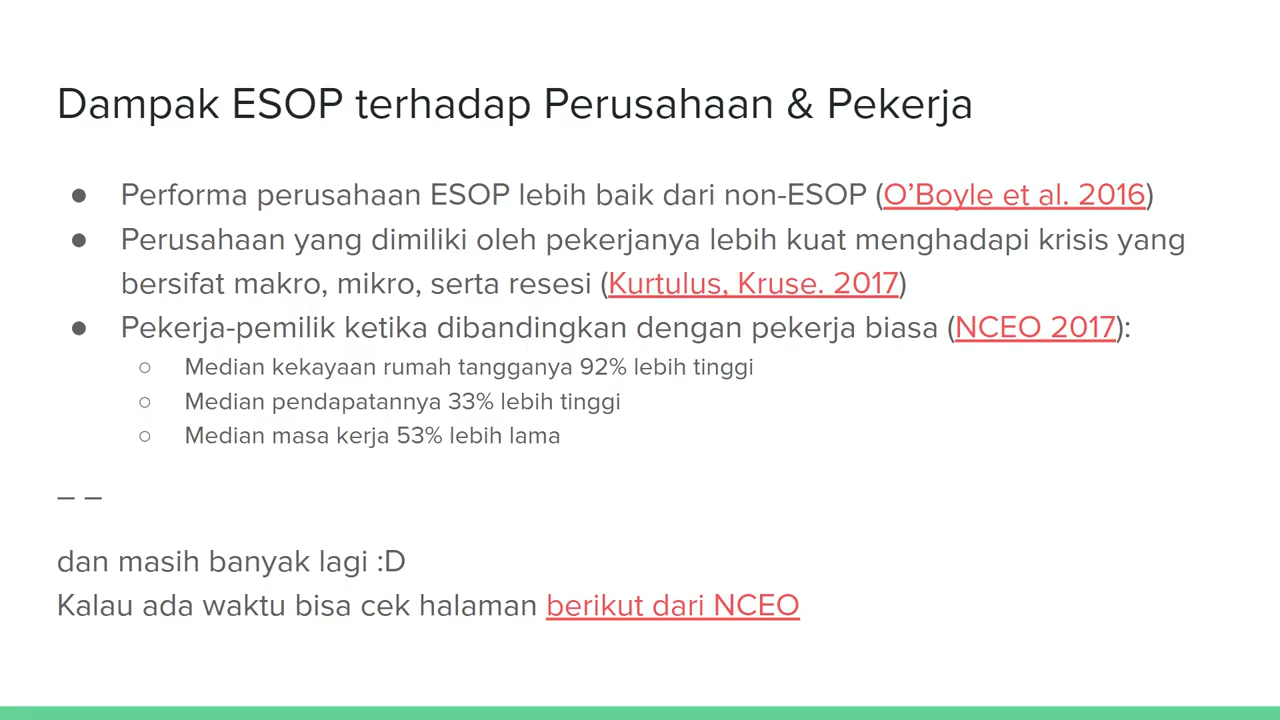 Dampak ESOP terhadap Perusahaan & Pekerja
● Performa perusahaan ESOP lebih baik dari non-ESOP (O’Boyle et al. 2016)
● Perusahaan yang dimiliki oleh pekerjanya lebih kuat menghadapi krisis yang
bersifat makro, mikro, serta resesi (Kurtulus, Kruse. 2017)
● Pekerja-pemilik ketika dibandingkan dengan pekerja biasa (NCEO 2017):
○ Median kekayaan rumah tangganya 92% lebih tinggi
○ Median pendapatannya 33% lebih tinggi
○ Median masa kerja 53% lebih lama
– –
dan masih banyak lagi :D
Kalau ada waktu bisa cek halaman berikut dari NCEO